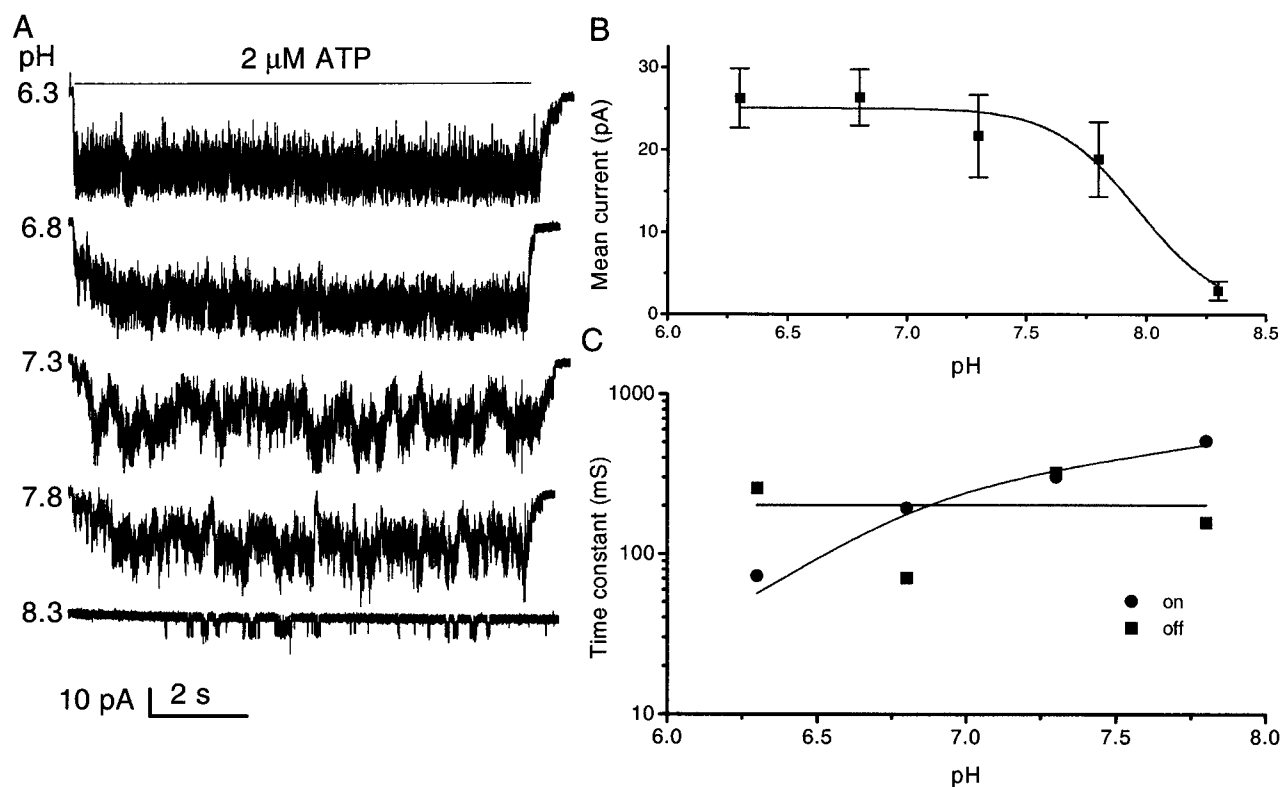 A
pH
2 μM ATP
6.3
6.8
7.3
7.8
8.3
10 pA
2 s
B
Mean current (pA)
30
20
10
0
6.0 6.5 7.0 7.5 8.0 8.5
pH
C
Time constant (mS)
1000
100
10
on
off
6.0 6.5 7.0 7.5 8.0
pH